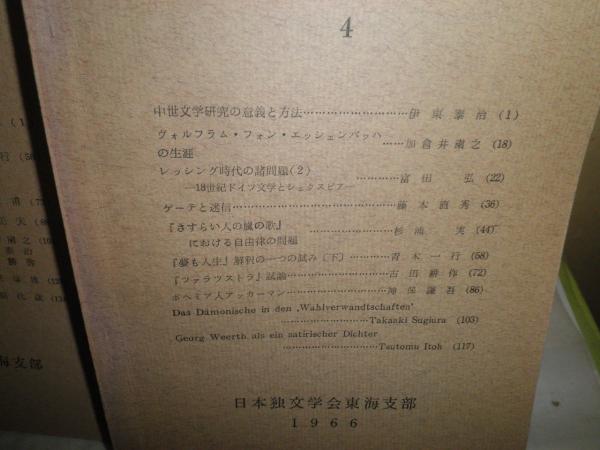 4
中世文学研究の意義と方法……………………伊東泰治 (1)
ヴォルフラム・フォン・エッシェンバッハ
の生涯 ……加倉井粛之 (18)
レッシング時代の諸問題(2)
—18世紀ドイツ文学とシェクスピア— ……富田 弘 (22)
ゲーテと迷信……………………藤本直秀 (36)
『さすらい人の嵐の歌』
における自由律の問題 ……………杉浦 実 (44)
『夢も人生』解釈の一つの試み〔下〕…………青木一行 (58)
『ツァラツストラ』試論……………古田耕作 (72)
ボヘミア人アッカーマン……………神保謙吾 (86)
Das Dämonische in den ‚Wahlverwandtschaften'
……………………Takaaki Sugiura (103)
Georg Weerth als ein satirischer Dichter
……………………Tsutomu Itoh (117)
日本独文学会東海支部
1966
海支部